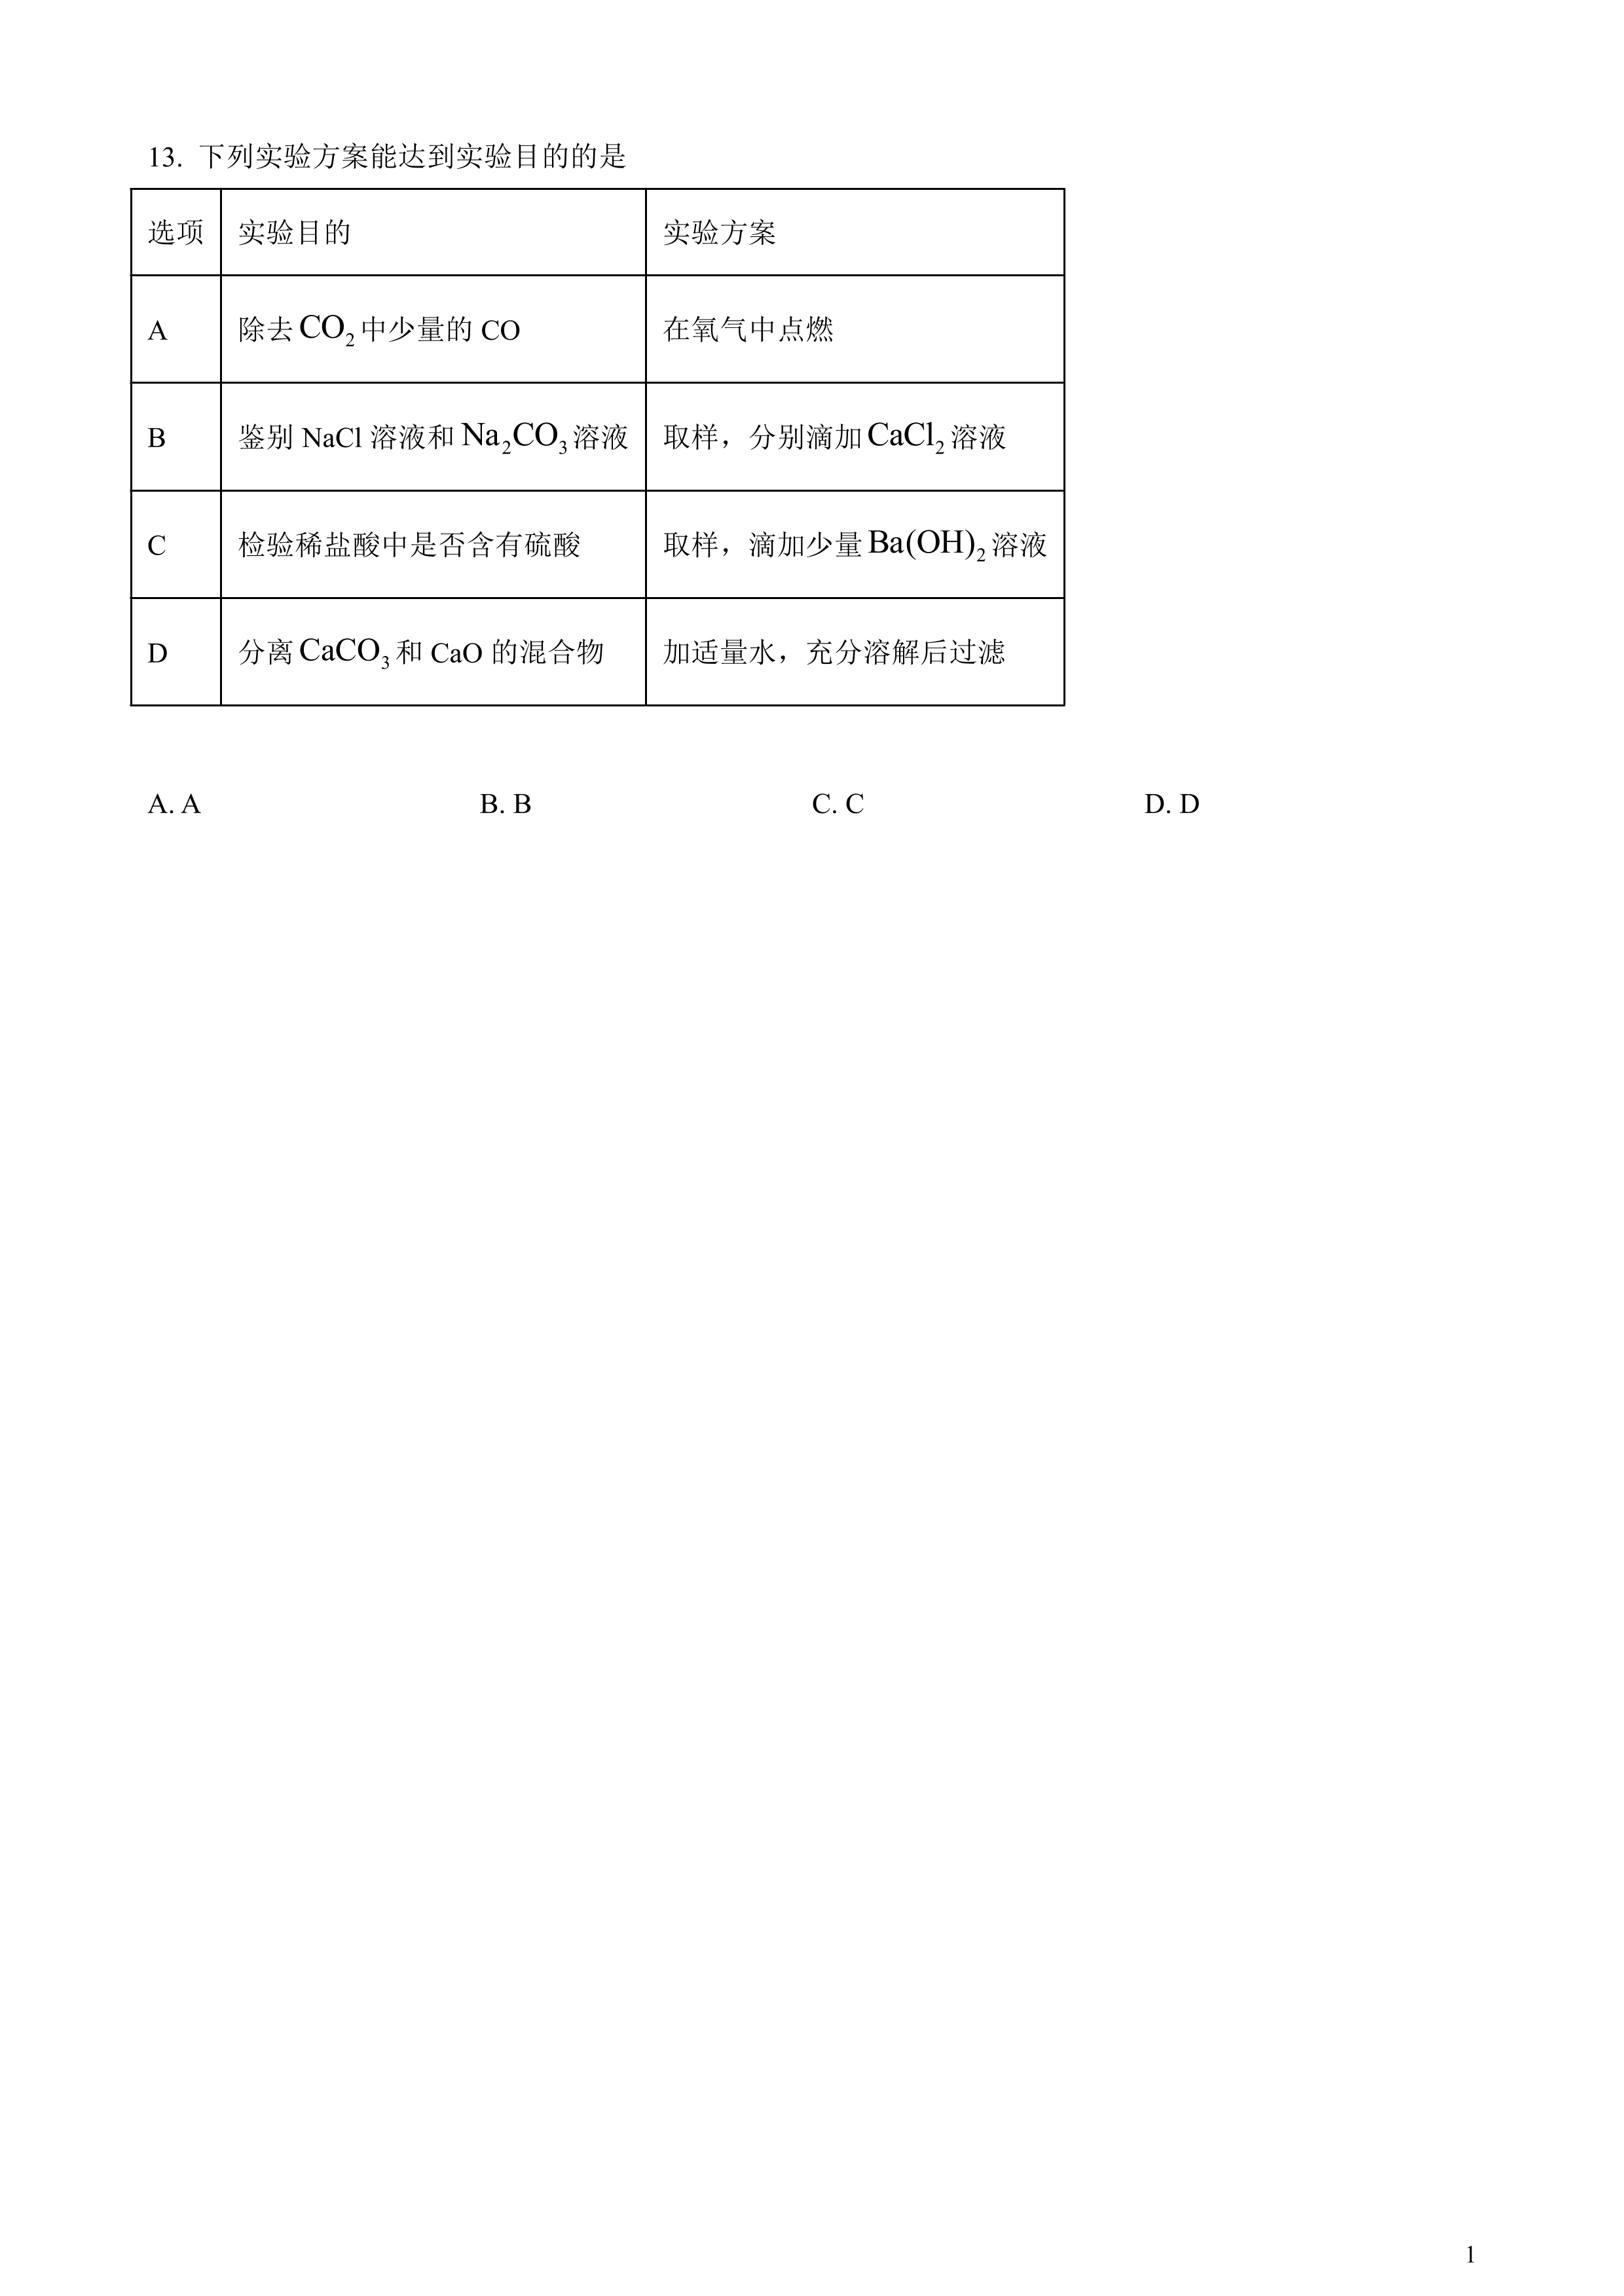 13. 下列实验方案能达到实验目的的是
选项 实验目的 实验方案
A 除去 CO₂ 中少量的 CO 在氧气中点燃
B 鉴别 NaCl 溶液和 Na₂CO₃ 溶液 取样，分别滴加 CaCl₂ 溶液
C 检验稀盐酸中是否含有硫酸 取样，滴加少量 Ba(OH)₂ 溶液
D 分离 CaCO₃ 和 CaO 的混合物 加适量水，充分溶解后过滤
A. A B. B C. C D. D
1